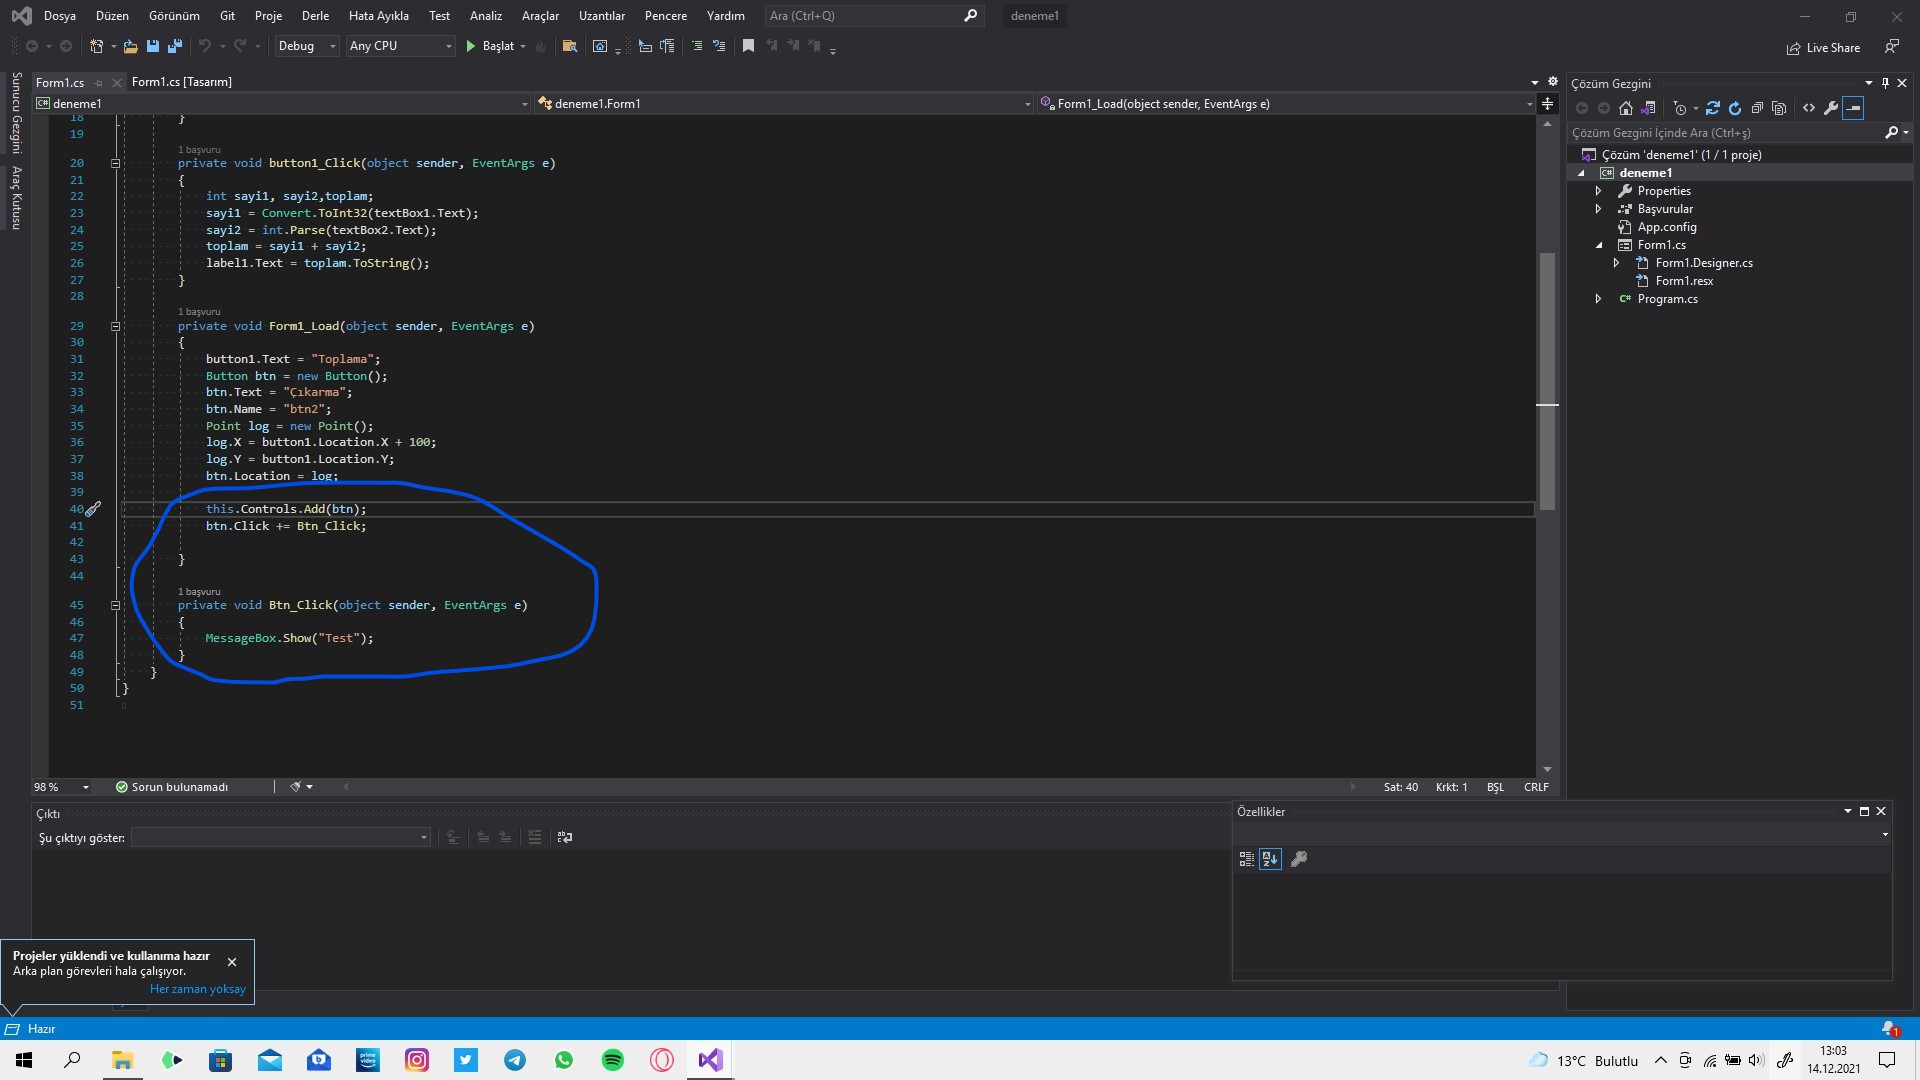 Dosya Düzen Görünüm Git Proje Derle Hata Ayıkla Test Analiz Araçlar Uzantılar Pencere Yardım Ara (Ctrl+Q) deneme1
Debug Any CPU Başlat Live Share
Sunucu Gezgini
Araç Kutusu
Form1.cs Form1.cs [Tasarım]
C# deneme1 deneme1.Form1 Form1_Load(object sender, EventArgs e)
18 }
19
1 başvuru
20 private void button1_Click(object sender, EventArgs e)
21 {
22 int sayi1, sayi2,toplam;
23 sayi1 = Convert.ToInt32(textBox1.Text);
24 sayi2 = int.Parse(textBox2.Text);
25 toplam = sayi1 + sayi2;
26 label1.Text = toplam.ToString();
27 }
28
1 başvuru
29 private void Form1_Load(object sender, EventArgs e)
30 {
31 button1.Text = "Toplama";
32 Button btn = new Button();
33 btn.Text = "Çıkarma";
34 btn.Name = "btn2";
35 Point log = new Point();
36 log.X = button1.Location.X + 100;
37 log.Y = button1.Location.Y;
38 btn.Location = log;
39
40 this.Controls.Add(btn);
41 btn.Click += Btn_Click;
42
43 }
44
1 başvuru
45 private void Btn_Click(object sender, EventArgs e)
46 {
47 MessageBox.Show("Test");
48 }
49 }
50 }
51
98 % Sorun bulunamadı Sat: 40 Krkt: 1 BŞL CRLF
Çıktı
Şu çıktıyı göster:
Çözüm Gezgini
Çözüm Gezgini İçinde Ara (Ctrl+ş)
Çözüm 'deneme1' (1 / 1 proje)
C# deneme1
Properties
Başvurular
App.config
Form1.cs
Form1.Designer.cs
Form1.resx
C# Program.cs
Özellikler
Projeler yüklendi ve kullanıma hazır
Arka plan görevleri hala çalışıyor.
Her zaman yoksay
Hazır 1
prime video
13°C Bulutlu
13:03
14.12.2021